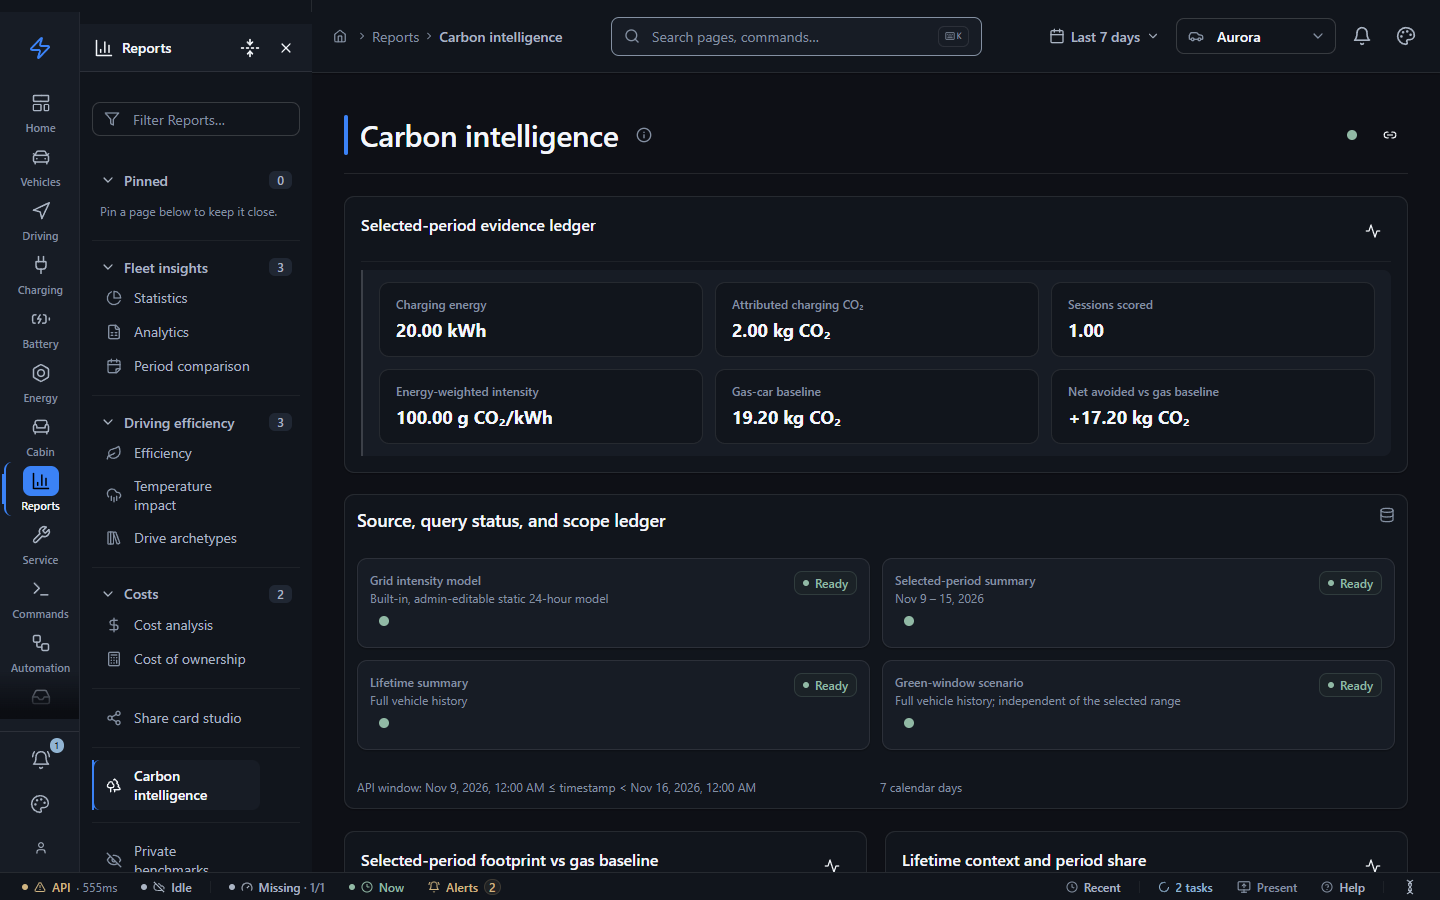 Home
Vehicles
Driving
Charging
Battery
Energy
Cabin
Reports
Service
Commands
Automation
1
Reports
Filter Reports...
Pinned 0
Pin a page below to keep it close.
Fleet insights 3
Statistics
Analytics
Period comparison
Driving efficiency 3
Efficiency
Temperature
impact
Drive archetypes
Costs 2
Cost analysis
Cost of ownership
Share card studio
Carbon
intelligence
Private
benchmarks
Reports Carbon intelligence
Search pages, commands... K
Last 7 days
Aurora
Carbon intelligence
Selected-period evidence ledger
Charging energy
20.00 kWh
Attributed charging CO₂
2.00 kg CO₂
Sessions scored
1.00
Energy-weighted intensity
100.00 g CO₂/kWh
Gas-car baseline
19.20 kg CO₂
Net avoided vs gas baseline
+17.20 kg CO₂
Source, query status, and scope ledger
Grid intensity model
Built-in, admin-editable static 24-hour model
Ready
Selected-period summary
Nov 9 – 15, 2026
Ready
Lifetime summary
Full vehicle history
Ready
Green-window scenario
Full vehicle history; independent of the selected range
Ready
API window: Nov 9, 2026, 12:00 AM ≤ timestamp < Nov 16, 2026, 12:00 AM
7 calendar days
Selected-period footprint vs gas baseline
Lifetime context and period share
API · 555ms
Idle
Missing · 1/1
Now
Alerts 2
Recent
2 tasks
Present
Help